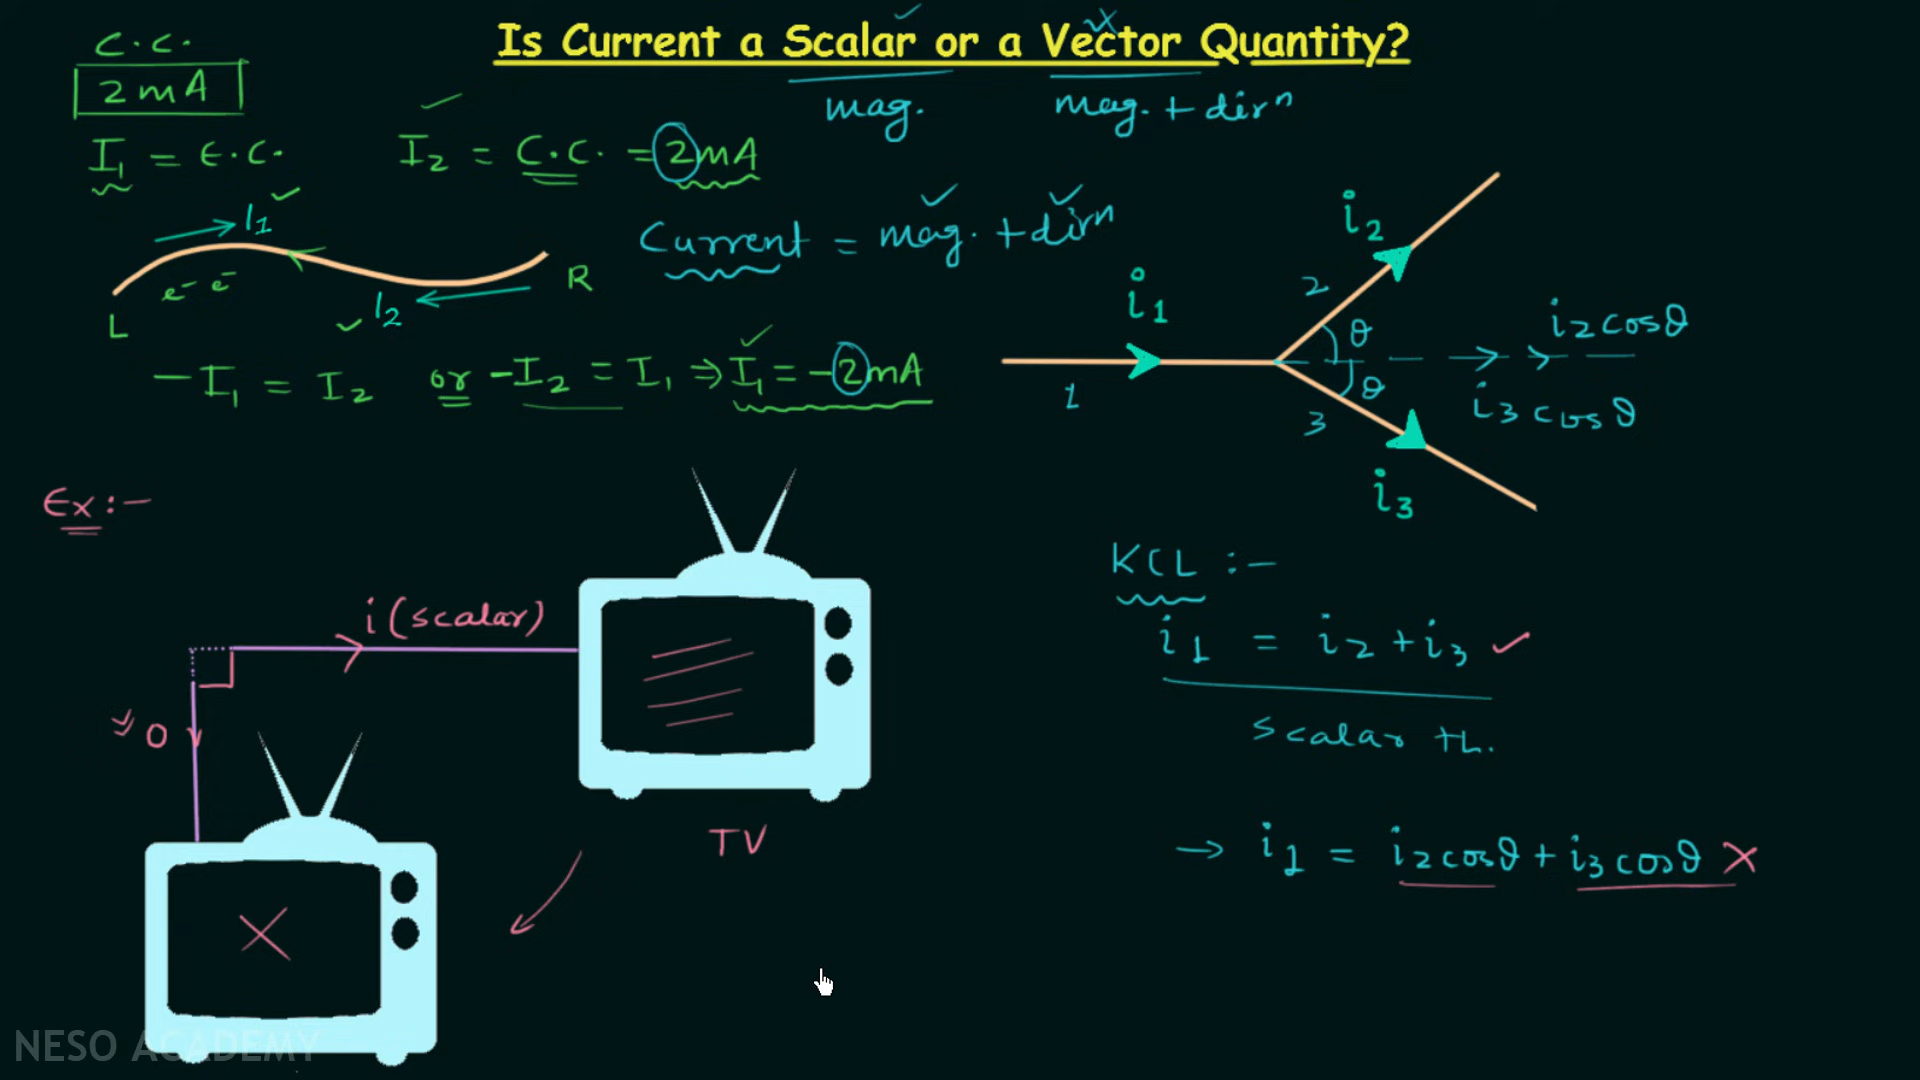 Is Current a Scalar or a Vector Quantity?
mag.
mag. + dirⁿ
C.C.
2mA
I₁ = E.C.
I₂ = C.C. = 2mA
Current = mag. + dirⁿ
I₁
e⁻ e⁻
L
I₂
R
-I₁ = I₂ or -I₂ = I₁ ⇒ I₁ = -2mA
i₁
1
i₂
2
θ
i₂cosθ
θ
i₃cosθ
3
i₃
Ex:-
i (scalar)
0
TV
KCL :-
i₁ = i₂ + i₃ ✓
scalar th.
→ i₁ = i₂cosθ + i₃cosθ X
NESO ACADEMY